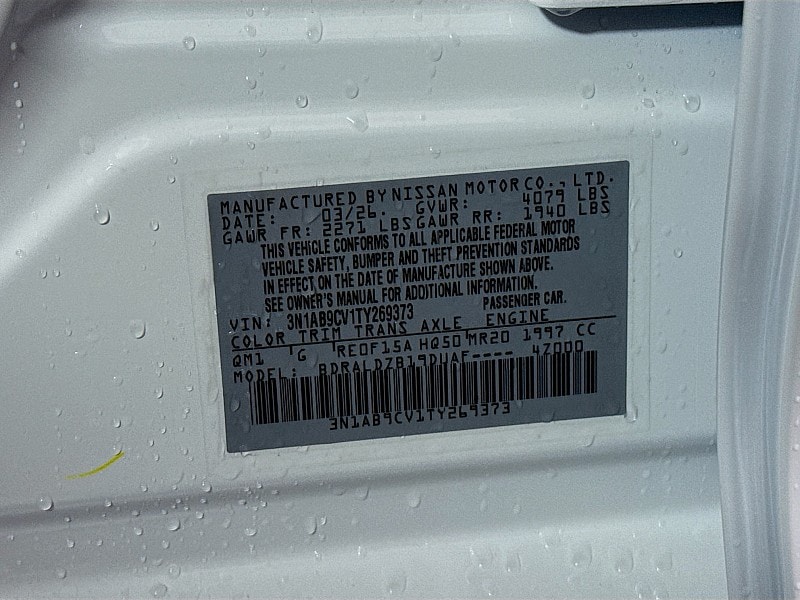 MANUFACTURED BY NISSAN MOTOR CO., LTD.
DATE: 03/26. GVWR: 4079 LBS
GAWR FR: 2271 LBS GAWR RR: 1940 LBS
THIS VEHICLE CONFORMS TO ALL APPLICABLE FEDERAL MOTOR
VEHICLE SAFETY, BUMPER AND THEFT PREVENTION STANDARDS
IN EFFECT ON THE DATE OF MANUFACTURE SHOWN ABOVE.
SEE OWNER'S MANUAL FOR ADDITIONAL INFORMATION.
VIN: 3N1AB9CV1TY269373 PASSENGER CAR.
COLOR TRIM TRANS AXLE ENGINE
QM1 G RE0F15A HQ50 MR20 1997 CC
MODEL: BDRALDZB19DUAF---- 4Z000
3N1AB9CV1TY269373